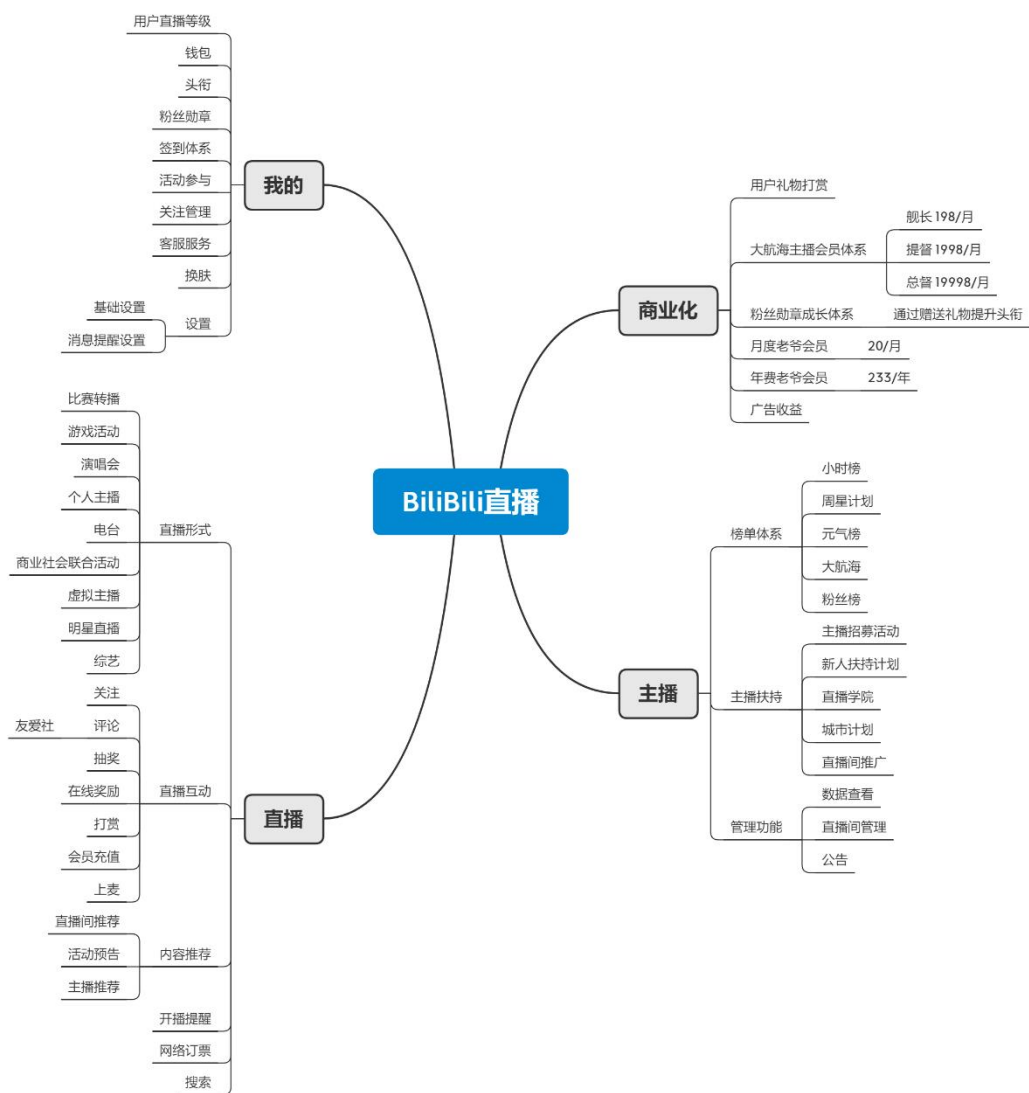 BiliBili直播
我的
用户直播等级
钱包
头衔
粉丝勋章
签到体系
活动参与
关注管理
客服服务
换肤
设置
基础设置
消息提醒设置
直播
直播形式
比赛转播
游戏活动
演唱会
个人主播
电台
商业社会联合活动
虚拟主播
明星直播
综艺
直播互动
关注
评论
友爱社
抽奖
在线奖励
打赏
会员充值
上麦
内容推荐
直播间推荐
活动预告
主播推荐
开播提醒
网络订票
搜索
商业化
用户礼物打赏
大航海主播会员体系
舰长 198/月
提督 1998/月
总督 19998/月
粉丝勋章成长体系
通过赠送礼物提升头衔
月度老爷会员
20/月
年费老爷会员
233/年
广告收益
主播
榜单体系
小时榜
周星计划
元气榜
大航海
粉丝榜
主播扶持
主播招募活动
新人扶持计划
直播学院
城市计划
直播间推广
管理功能
数据查看
直播间管理
公告